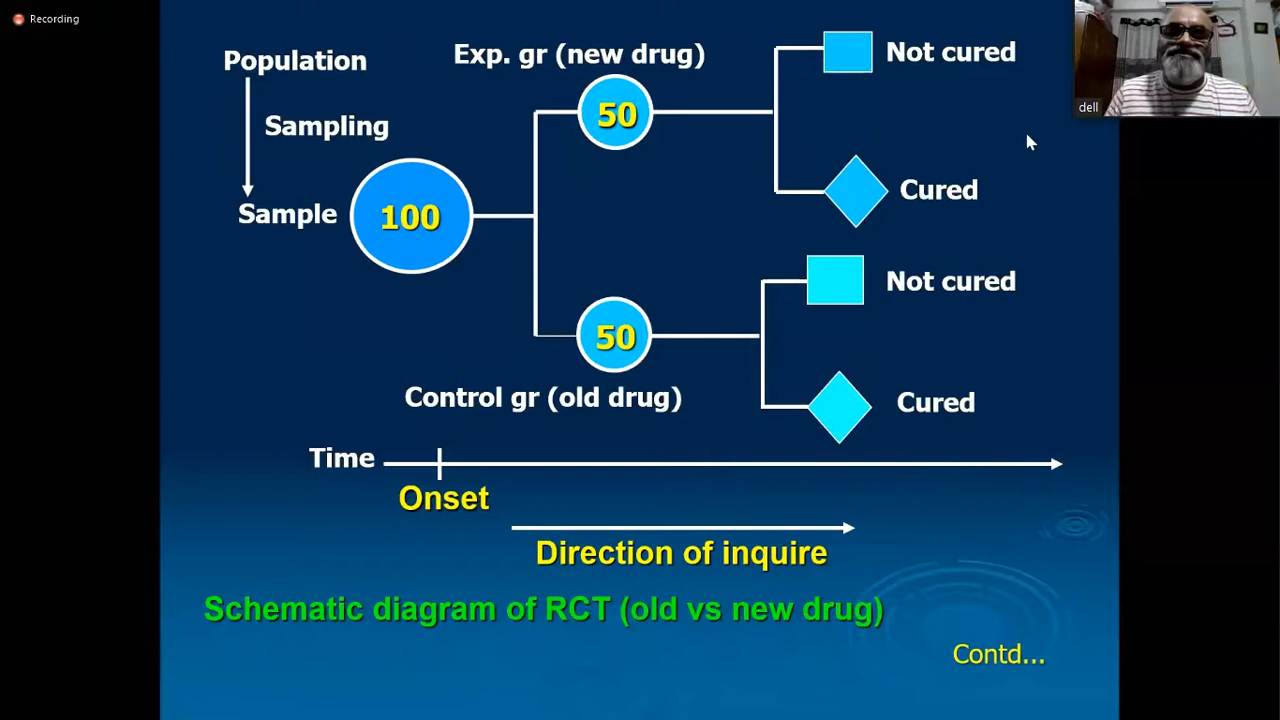 Recording
Population
Exp. gr (new drug)
Not cured
dell
Sampling
50
Cured
Sample
100
Not cured
50
Control gr (old drug)
Cured
Time
Onset
Direction of inquire
Schematic diagram of RCT (old vs new drug)
Contd...